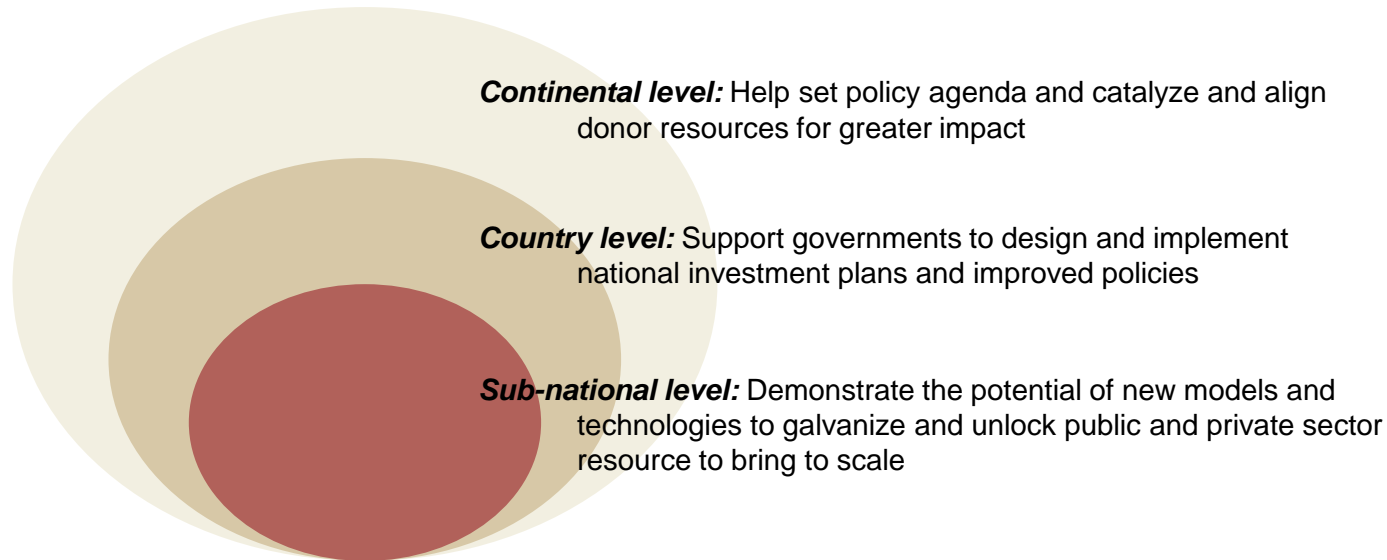 Continental level: Help set policy agenda and catalyze and align
donor resources for greater impact
Country level: Support governments to design and implement
national investment plans and improved policies
Sub-national level: Demonstrate the potential of new models and
technologies to galvanize and unlock public and private sector
resource to bring to scale